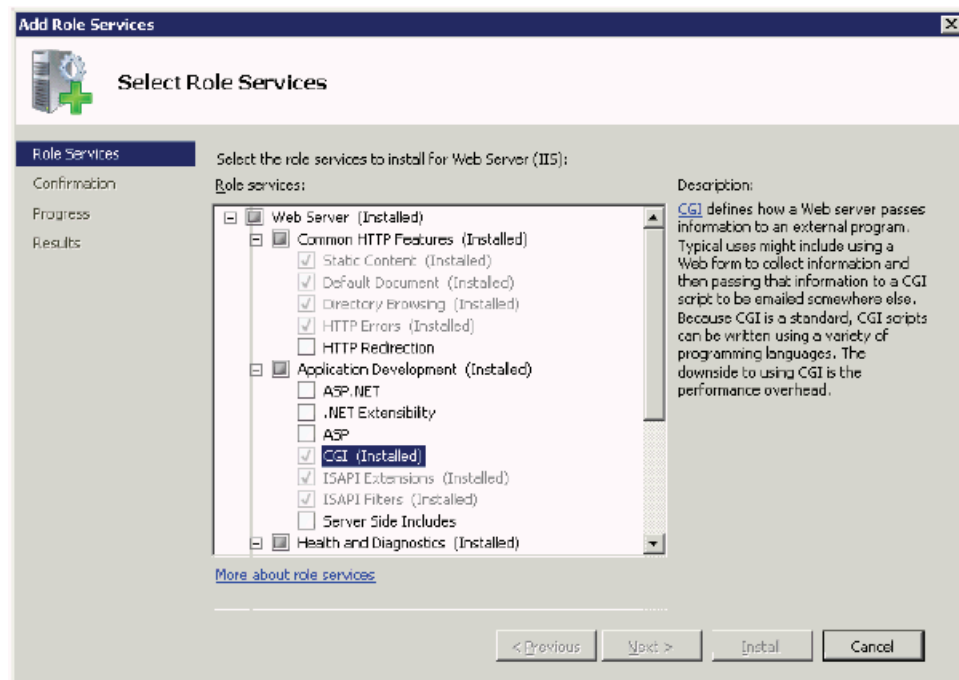 Add Role Services
Select Role Services
Role Services
Confirmation
Progress
Results
Select the role services to install for Web Server (IIS):
Role services:
Web Server (Installed)
Common HTTP Features (Installed)
Static Content (Installed)
Default Document (Installed)
Directory Browsing (Installed)
HTTP Errors (Installed)
HTTP Redirection
Application Development (Installed)
ASP.NET
.NET Extensibility
ASP
CGI (Installed)
ISAPI Extensions (Installed)
ISAPI Filters (Installed)
Server Side Includes
Health and Diagnostics (Installed)
More about role services
Description:
CGI defines how a Web server passes
information to an external program.
Typical uses might include using a
Web form to collect information and
then passing that information to a CGI
script to be emailed somewhere else.
Because CGI is a standard, CGI scripts
can be written using a variety of
programming languages. The
downside to using CGI is the
performance overhead.
< Previous
Next >
Install
Cancel